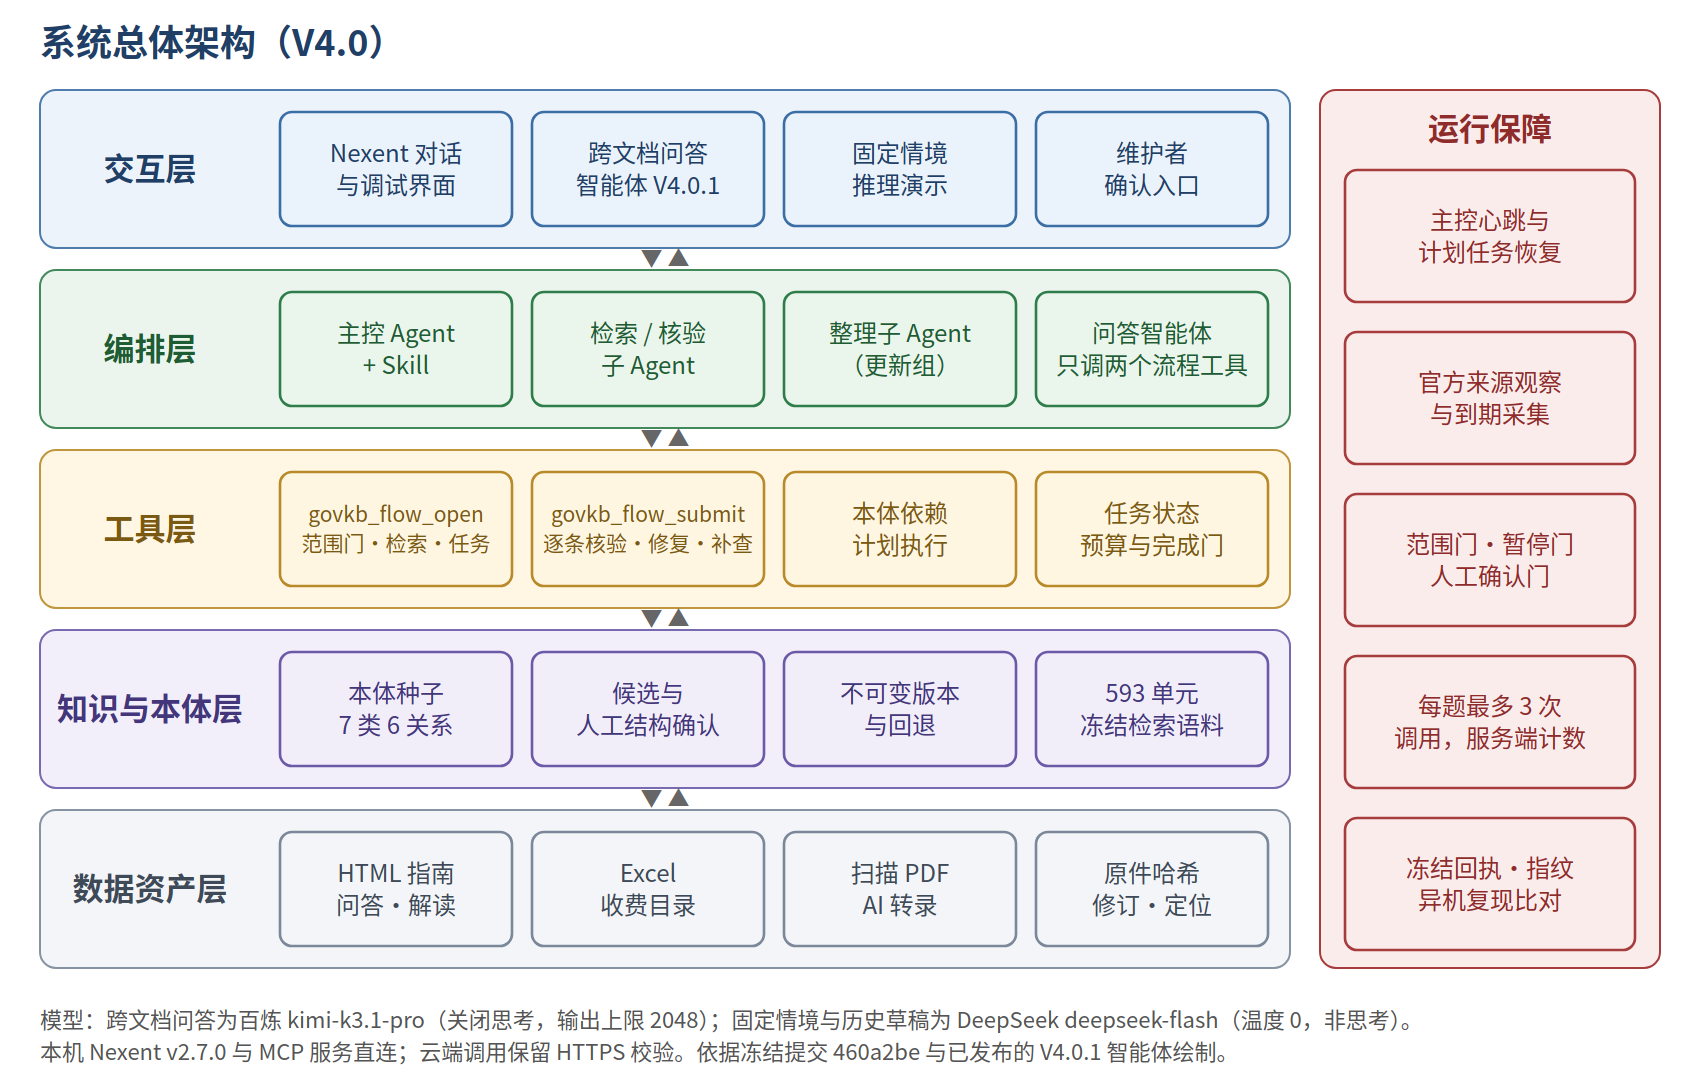 系统总体架构（V4.0）
交互层
Nexent 对话
与调试界面
跨文档问答
智能体 V4.0.1
固定情境
推理演示
维护者
确认入口
编排层
主控 Agent
+ Skill
检索 / 核验
子 Agent
整理子 Agent
（更新组）
问答智能体
只调两个流程工具
工具层
govkb_flow_open
范围门・检索・任务
govkb_flow_submit
逐条核验・修复・补查
本体依赖
计划执行
任务状态
预算与完成门
知识与本体层
本体种子
7 类 6 关系
候选与
人工结构确认
不可变版本
与回退
593 单元
冻结检索语料
数据资产层
HTML 指南
问答・解读
Excel
收费目录
扫描 PDF
AI 转录
原件哈希
修订・定位
运行保障
主控心跳与
计划任务恢复
官方来源观察
与到期采集
范围门・暂停门
人工确认门
每题最多 3 次
调用，服务端计数
冻结回执・指纹
异机复现比对
模型：跨文档问答为百炼 kimi-k3.1-pro（关闭思考，输出上限 2048）；固定情境与历史草稿为 DeepSeek deepseek-flash（温度 0，非思考）。
本机 Nexent v2.7.0 与 MCP 服务直连；云端调用保留 HTTPS 校验。依据冻结提交 460a2be 与已发布的 V4.0.1 智能体绘制。